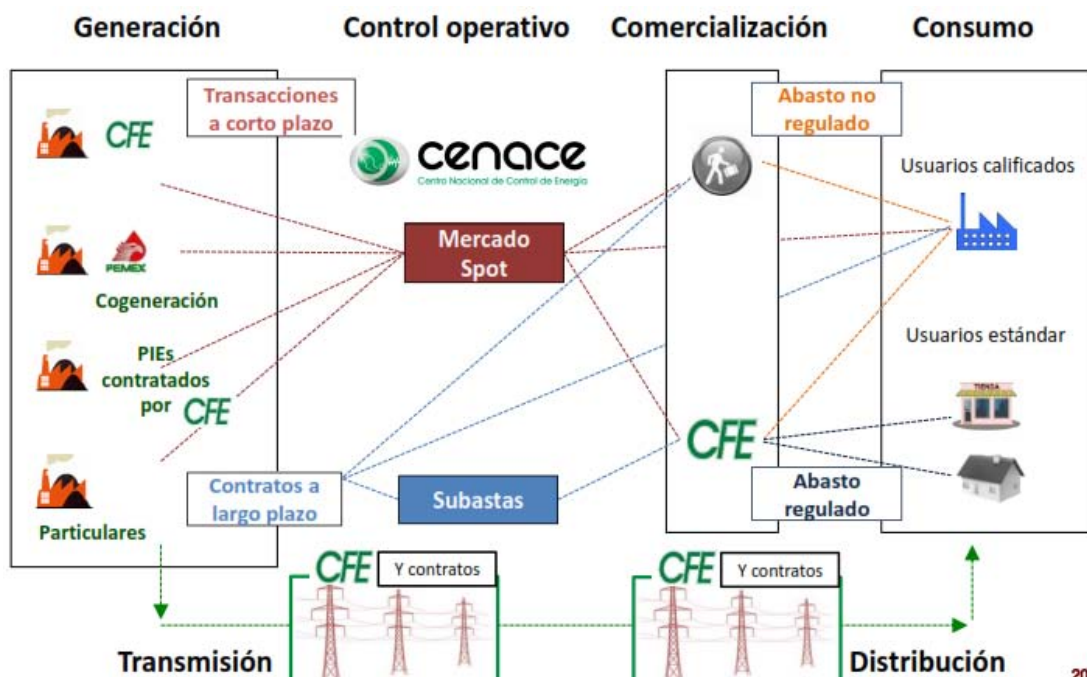 Generación
Control operativo
Comercialización
Consumo
Transacciones
a corto plazo
Abasto no
regulado
CFE
cenace
Centro Nacional de Control de Energía
Usuarios calificados
Mercado
Spot
PEMEX
Cogeneración
PIEs
contratados
por
CFE
Usuarios estándar
TIENDA
CFE
Contratos a
largo plazo
Subastas
Abasto
regulado
Particulares
CFE
Y contratos
CFE
Y contratos
Transmisión
Distribución
20